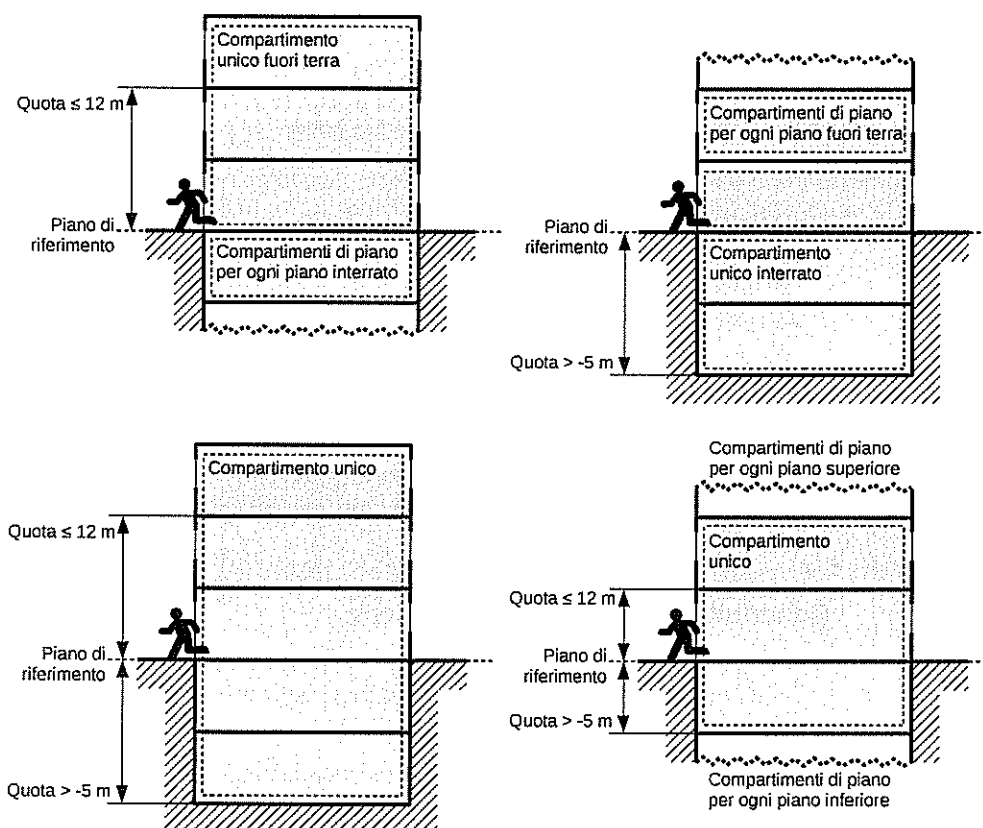 Compartimento
unico fuori terra
Quota ≤ 12 m
Piano di
riferimento
Compartimenti di piano
per ogni piano interrato
Compartimenti di piano
per ogni piano fuori terra
Piano di
riferimento
Compartimento
unico interrato
Quota > -5 m
Compartimento unico
Quota ≤ 12 m
Piano di
riferimento
Quota > -5 m
Compartimenti di piano
per ogni piano superiore
Compartimento
unico
Quota ≤ 12 m
Piano di
riferimento
Quota > -5 m
Compartimenti di piano
per ogni piano inferiore